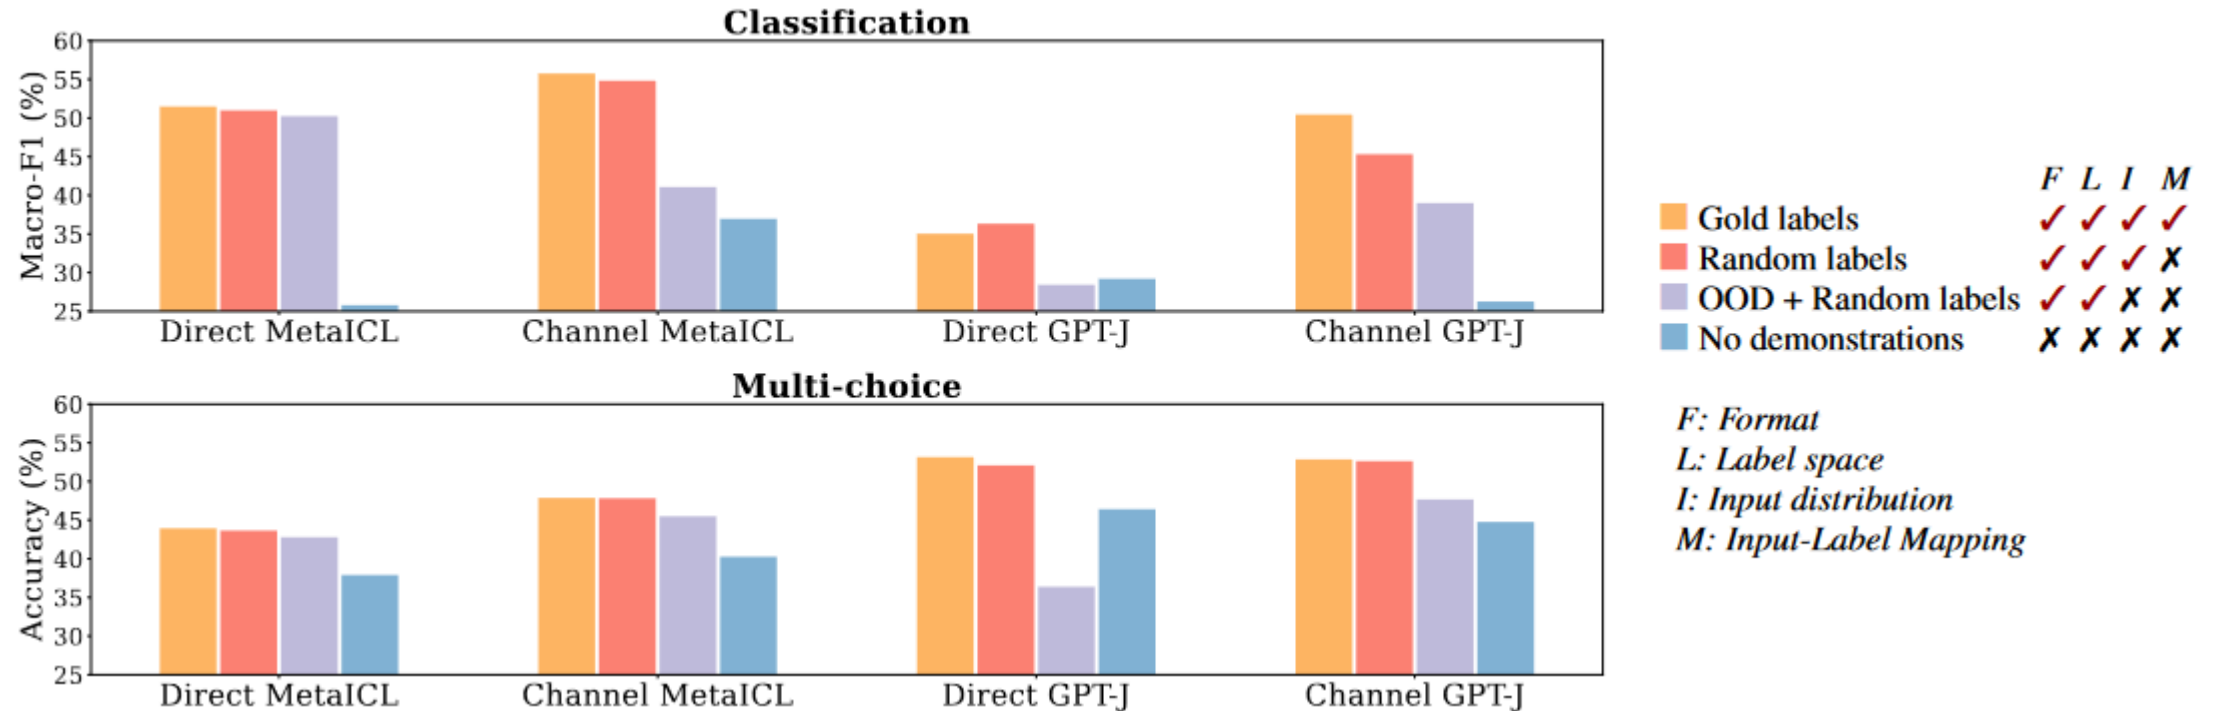 Classification
Macro-F1 (%)
60
55
50
45
40
35
30
25
Direct MetaICL
Channel MetaICL
Direct GPT-J
Channel GPT-J
Multi-choice
Accuracy (%)
60
55
50
45
40
35
30
25
Direct MetaICL
Channel MetaICL
Direct GPT-J
Channel GPT-J
F L I M
Gold labels ✓ ✓ ✓ ✓
Random labels ✓ ✓ ✓ ✗
OOD + Random labels ✓ ✓ ✗ ✗
No demonstrations ✗ ✗ ✗ ✗
F: Format
L: Label space
I: Input distribution
M: Input-Label Mapping